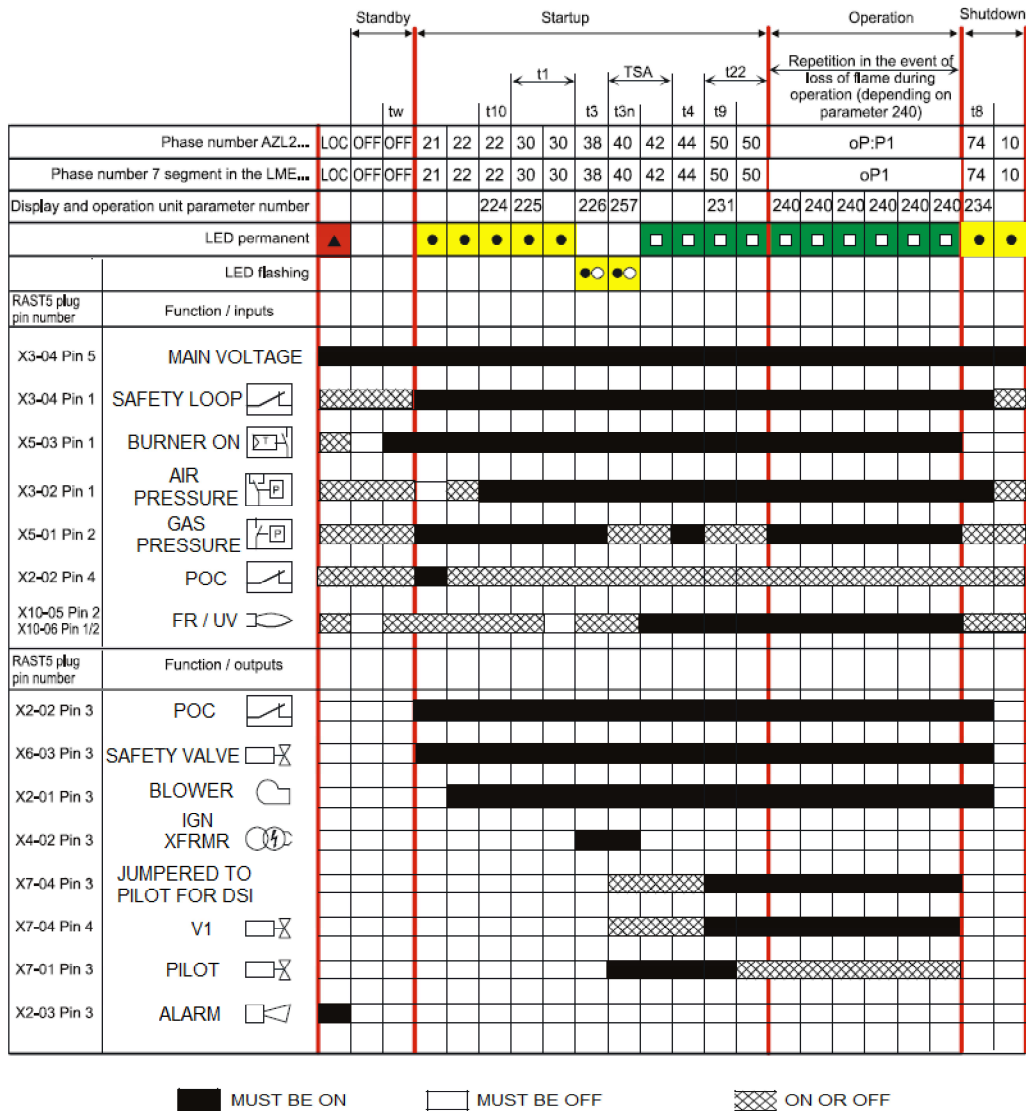 Standby Startup Operation Shutdown
Repetition in the event of
loss of flame during
operation (depending on
parameter 240)
t1 TSA t22
tw t10 t3 t3n t4 t9 t8
Phase number AZL2... LOC OFF OFF 21 22 22 30 30 38 40 42 44 50 50 oP:P1 74 10
Phase number 7 segment in the LME... LOC OFF OFF 21 22 22 30 30 38 40 42 44 50 50 oP1 74 10
Display and operation unit parameter number 224 225 226 257 231 240 240 240 240 240 240 234
LED permanent
LED flashing
RAST5 plug
pin number
Function / inputs
X3-04 Pin 5 MAIN VOLTAGE
X3-04 Pin 1 SAFETY LOOP
X5-03 Pin 1 BURNER ON T
X3-02 Pin 1 AIR
PRESSURE P
X5-01 Pin 2 GAS
PRESSURE P
X2-02 Pin 4 POC
X10-05 Pin 2
X10-06 Pin 1/2
FR / UV
RAST5 plug
pin number
Function / outputs
X2-02 Pin 3 POC
X6-03 Pin 3 SAFETY VALVE
X2-01 Pin 3 BLOWER
X4-02 Pin 3 IGN
XFRMR
X7-04 Pin 3 JUMPERED TO
PILOT FOR DSI
X7-04 Pin 4 V1
X7-01 Pin 3 PILOT
X2-03 Pin 3 ALARM
MUST BE ON MUST BE OFF ON OR OFF